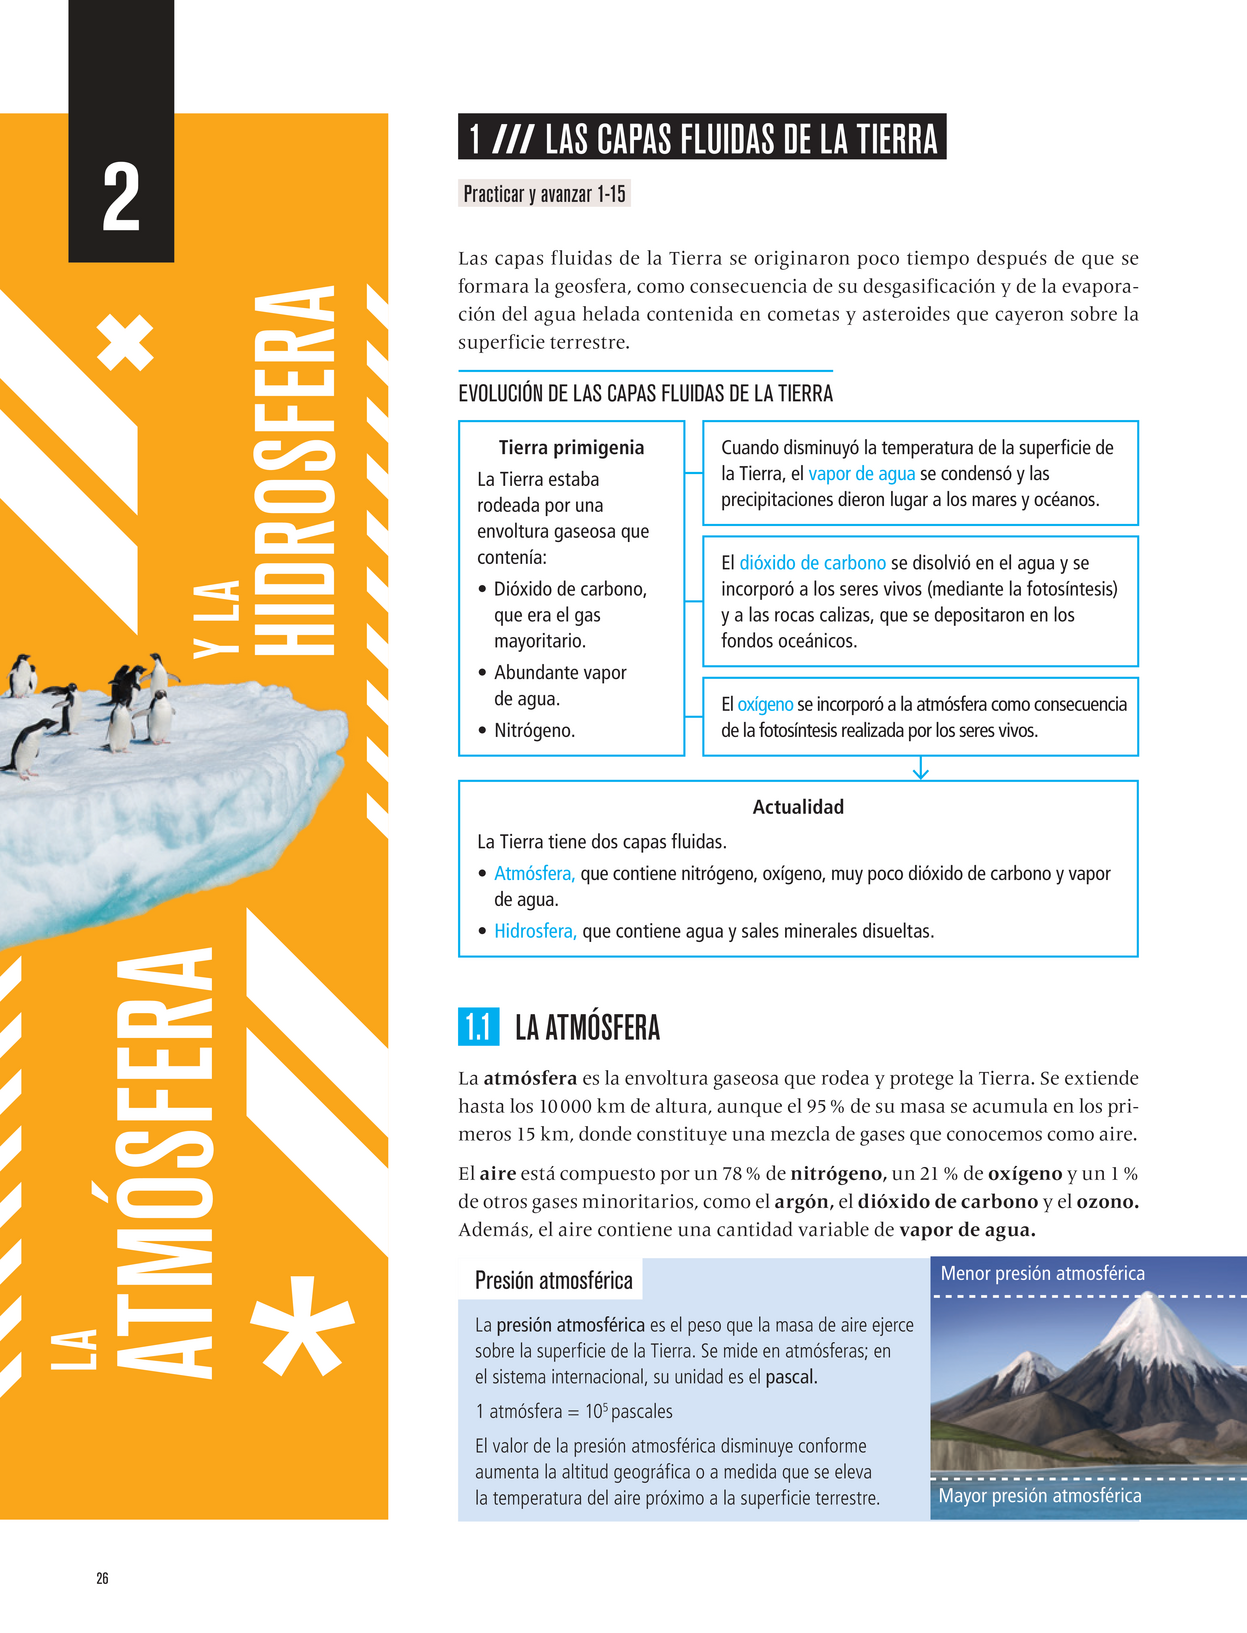 2
LA
ATMÓSFERA
Y LA
HIDROSFERA
1 /// LAS CAPAS FLUIDAS DE LA TIERRA
Practicar y avanzar 1-15
Las capas fluidas de la Tierra se originaron poco tiempo después de que se
formara la geosfera, como consecuencia de su desgasificación y de la evapora-
ción del agua helada contenida en cometas y asteroides que cayeron sobre la
superficie terrestre.
EVOLUCIÓN DE LAS CAPAS FLUIDAS DE LA TIERRA
Tierra primigenia
La Tierra estaba
rodeada por una
envoltura gaseosa que
contenía:
• Dióxido de carbono,
que era el gas
mayoritario.
• Abundante vapor
de agua.
• Nitrógeno.
Cuando disminuyó la temperatura de la superficie de
la Tierra, el vapor de agua se condensó y las
precipitaciones dieron lugar a los mares y océanos.
El dióxido de carbono se disolvió en el agua y se
incorporó a los seres vivos (mediante la fotosíntesis)
y a las rocas calizas, que se depositaron en los
fondos oceánicos.
El oxígeno se incorporó a la atmósfera como consecuencia
de la fotosíntesis realizada por los seres vivos.
Actualidad
La Tierra tiene dos capas fluidas.
• Atmósfera, que contiene nitrógeno, oxígeno, muy poco dióxido de carbono y vapor
de agua.
• Hidrosfera, que contiene agua y sales minerales disueltas.
1.1 LA ATMÓSFERA
La atmósfera es la envoltura gaseosa que rodea y protege la Tierra. Se extiende
hasta los 10 000 km de altura, aunque el 95 % de su masa se acumula en los pri-
meros 15 km, donde constituye una mezcla de gases que conocemos como aire.
El aire está compuesto por un 78 % de nitrógeno, un 21 % de oxígeno y un 1 %
de otros gases minoritarios, como el argón, el dióxido de carbono y el ozono.
Además, el aire contiene una cantidad variable de vapor de agua.
Presión atmosférica
La presión atmosférica es el peso que la masa de aire ejerce
sobre la superficie de la Tierra. Se mide en atmósferas; en
el sistema internacional, su unidad es el pascal.
1 atmósfera = 10⁵ pascales
El valor de la presión atmosférica disminuye conforme
aumenta la altitud geográfica o a medida que se eleva
la temperatura del aire próximo a la superficie terrestre.
Menor presión atmosférica
Mayor presión atmosférica
26